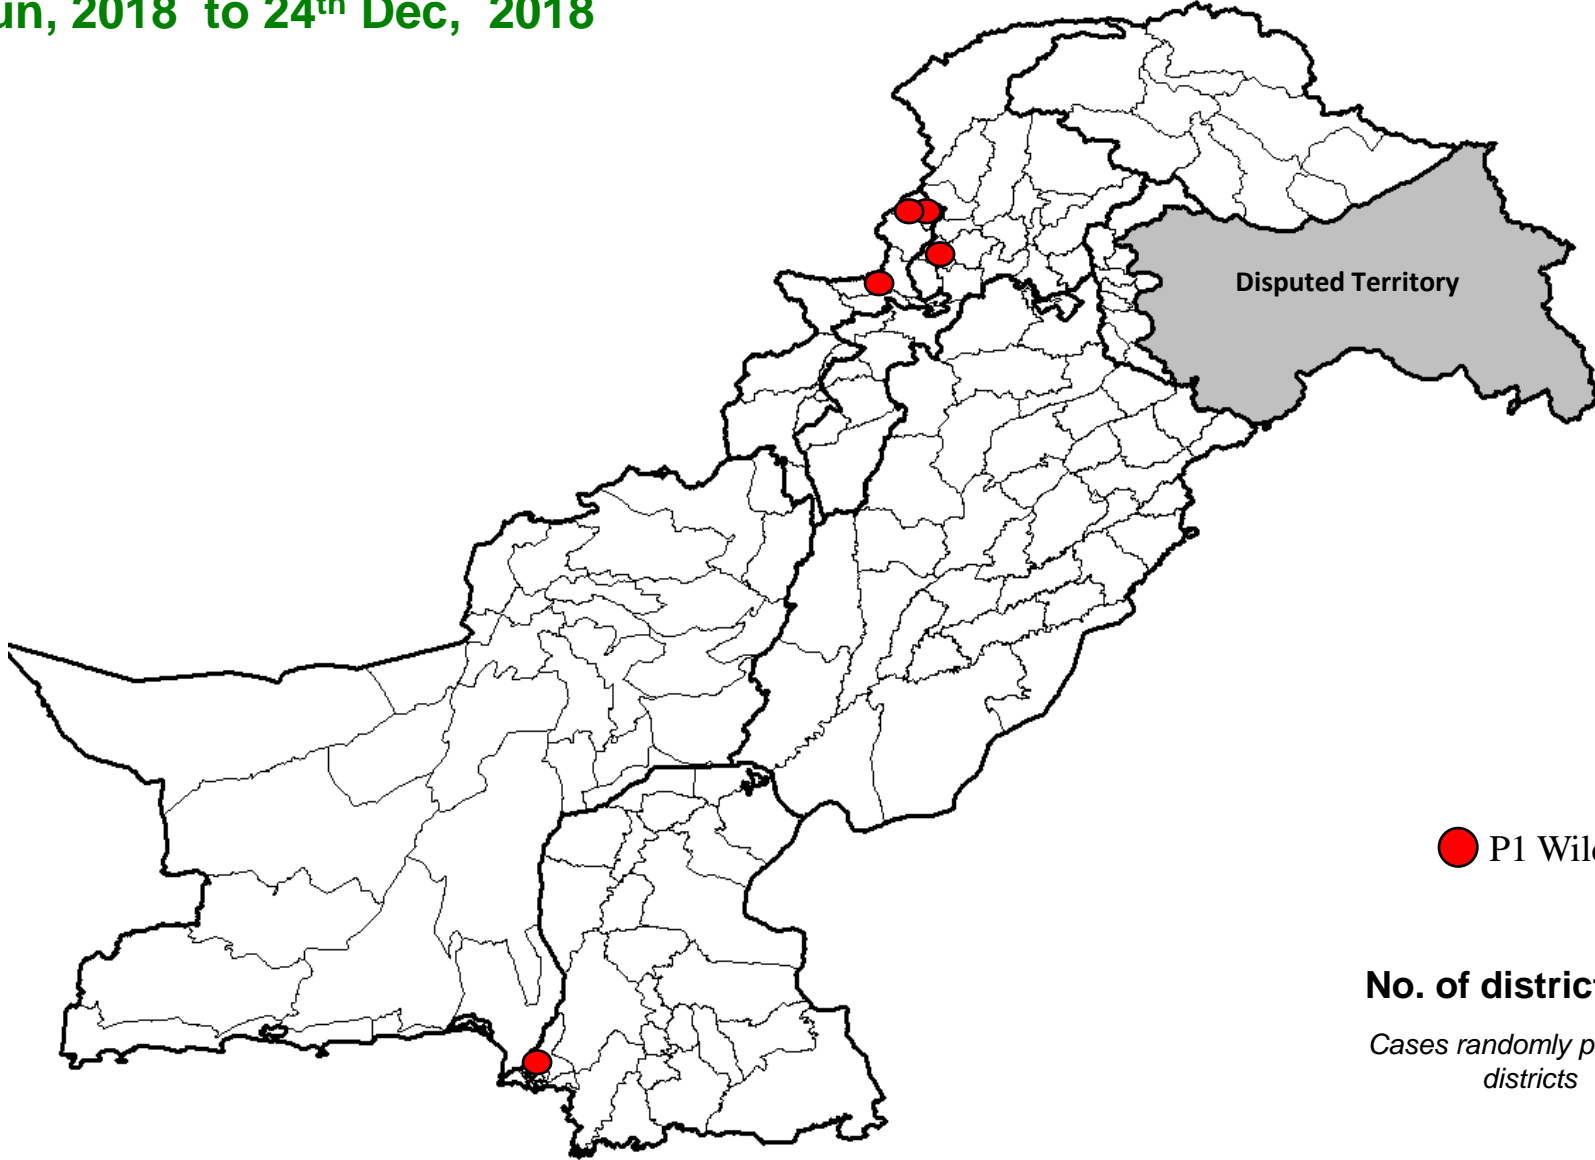 un, 2018 to 24th Dec, 2018
Disputed Territory
P1 Wil
No. of distric
Cases randomly p
districts